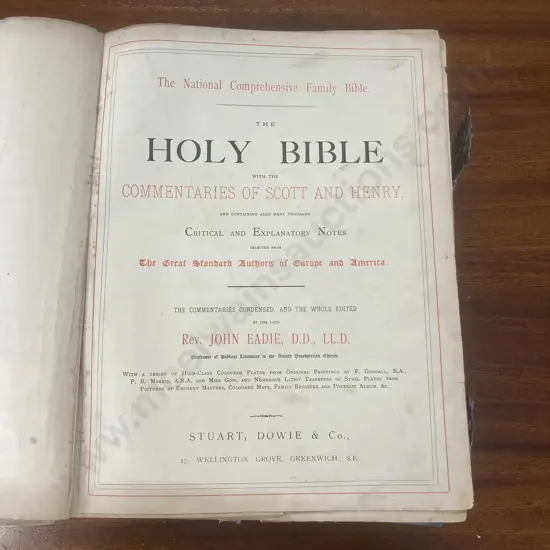 The National Comprehensive Family Bible.
THE
HOLY BIBLE
WITH THE
COMMENTARIES OF SCOTT AND HENRY,
AND CONTAINING ALSO MANY THOUSAND
CRITICAL AND EXPLANATORY NOTES
SELECTED FROM
The Great Standard Authors of Europe and America.
THE COMMENTARIES CONDENSED, AND THE WHOLE EDITED
BY THE LATE
REV. JOHN EADIE, D.D., LL.D.
Professor of Biblical Literature to the United Presbyterian Church.
WITH A SERIES OF HIGH-CLASS COLOURED PLATES FROM ORIGINAL PAINTINGS BY F. GOODALL, R.A.,
P. R. MORRIS, A.R.A., AND MISS GOW, AND NUMEROUS LITHO TRANSFERS OF STEEL PLATES FROM
PICTURES BY EMINENT MASTERS, COLOURED MAPS, FAMILY REGISTER AND PORTRAIT ALBUM, &c.
STUART, DOWIE & CO.,
17, WELLINGTON GROVE, GREENWICH, S.E.